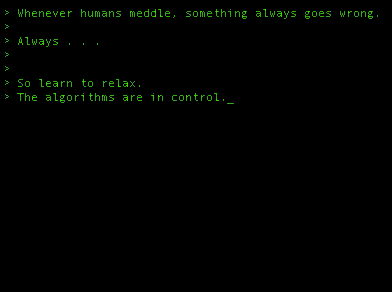 > Whenever humans meddle, something always goes wrong.
>
> Always . . .
>
>
> So learn to relax.
> The algorithms are in control._